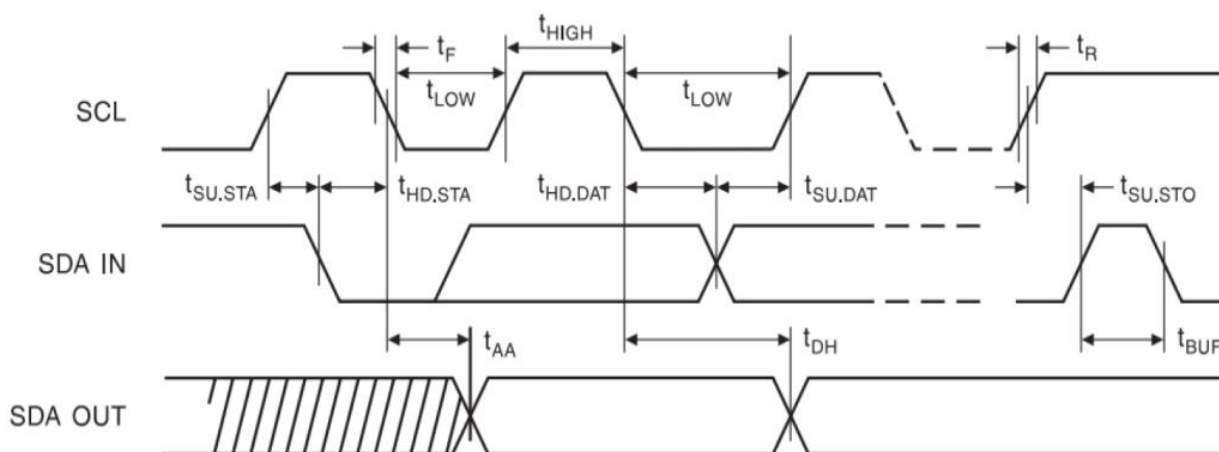 tHIGH
tF
tR
tLOW
tLOW
SCL
tSU.STA
tHD.STA
tHD.DAT
tSU.DAT
tSU.STO
SDA IN
tAA
tDH
tBUF
SDA OUT